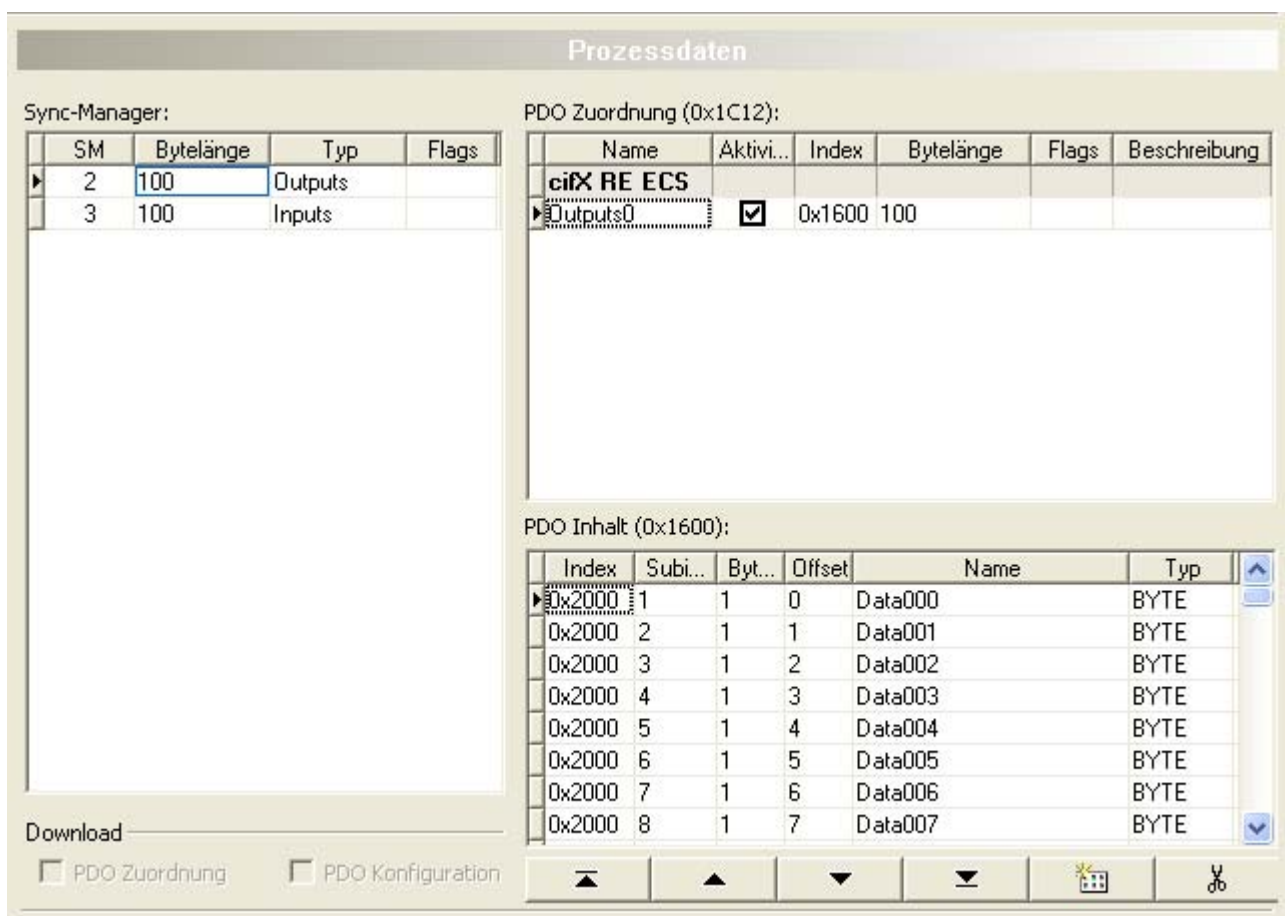 Prozessdaten
Sync-Manager:
SM Bytelänge Typ Flags
2 100 Outputs
3 100 Inputs
PDO Zuordnung (0x1C12):
Name Aktivi... Index Bytelänge Flags Beschreibung
cifX RE ECS
Outputs0 0x1600 100
PDO Inhalt (0x1600):
Index Subi... Byt... Offset Name Typ
0x2000 1 1 0 Data000 BYTE
0x2000 2 1 1 Data001 BYTE
0x2000 3 1 2 Data002 BYTE
0x2000 4 1 3 Data003 BYTE
0x2000 5 1 4 Data004 BYTE
0x2000 6 1 5 Data005 BYTE
0x2000 7 1 6 Data006 BYTE
0x2000 8 1 7 Data007 BYTE
Download
PDO Zuordnung PDO Konfiguration